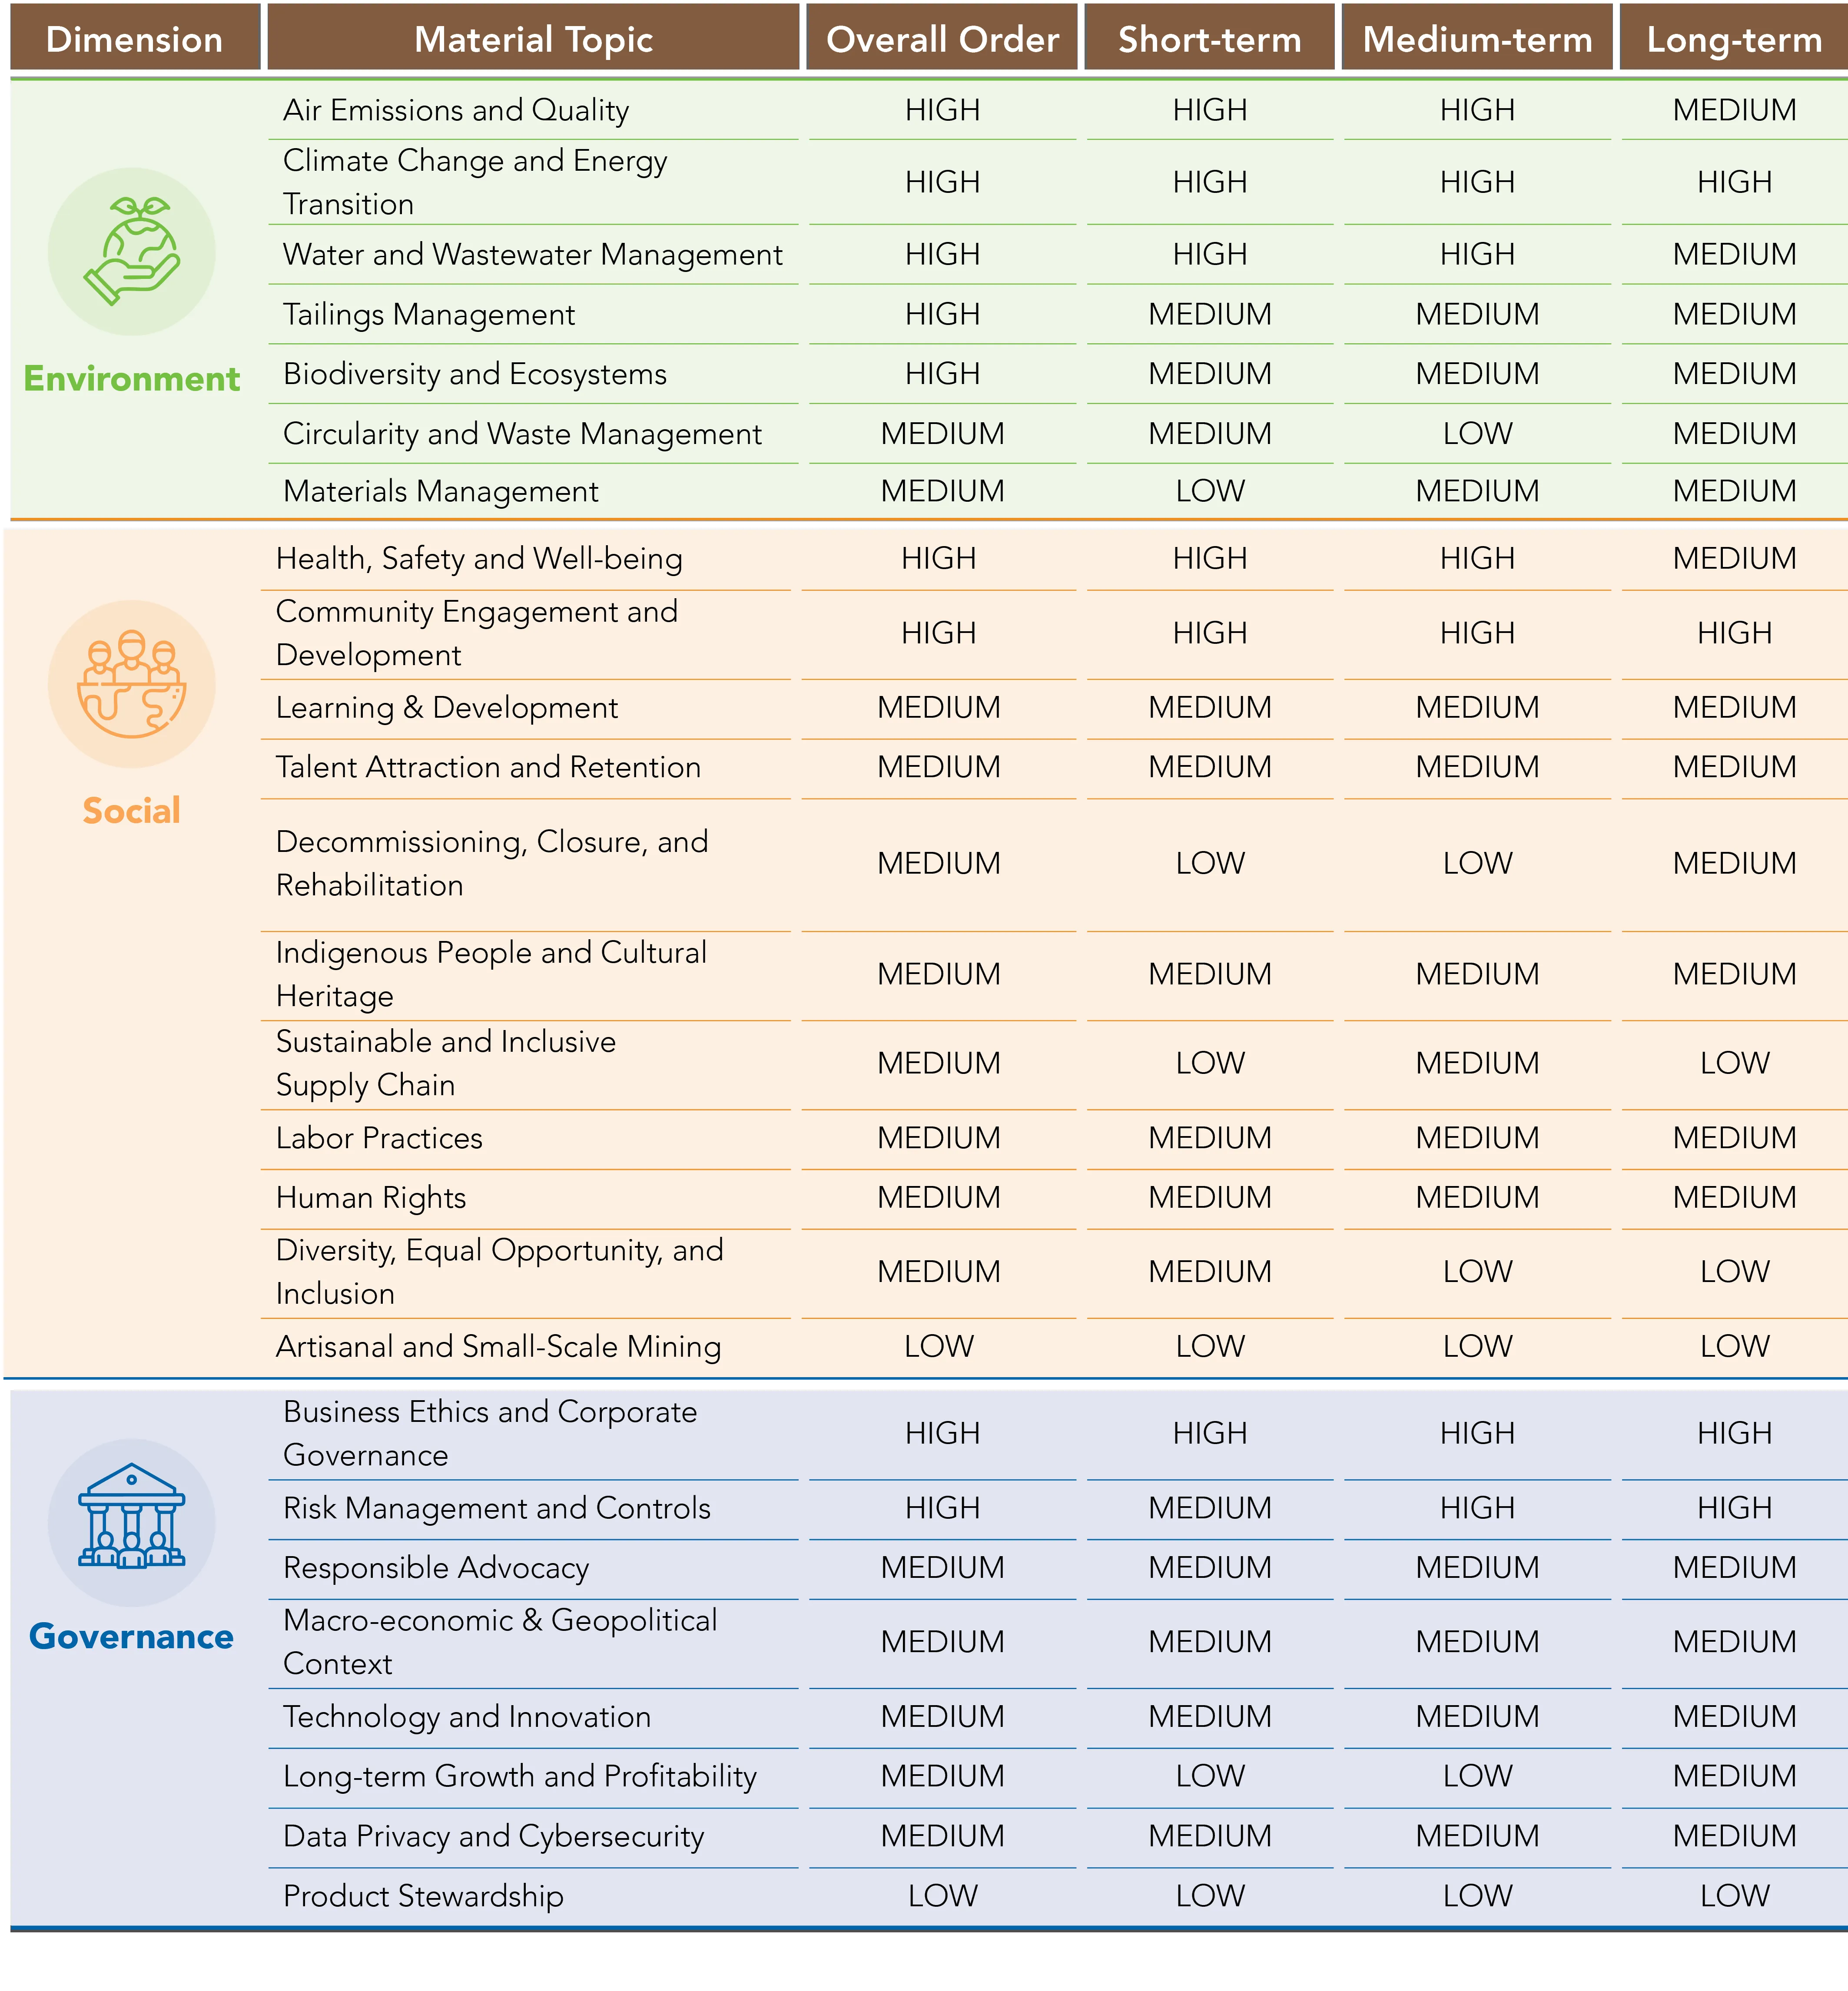 Dimension Material Topic Overall Order Short-term Medium-term Long-term
Environment
Air Emissions and Quality HIGH HIGH HIGH MEDIUM
Climate Change and Energy
Transition HIGH HIGH HIGH HIGH
Water and Wastewater Management HIGH HIGH HIGH MEDIUM
Tailings Management HIGH MEDIUM MEDIUM MEDIUM
Biodiversity and Ecosystems HIGH MEDIUM MEDIUM MEDIUM
Circularity and Waste Management MEDIUM MEDIUM LOW MEDIUM
Materials Management MEDIUM LOW MEDIUM MEDIUM
Social
Health, Safety and Well-being HIGH HIGH HIGH MEDIUM
Community Engagement and
Development HIGH HIGH HIGH HIGH
Learning & Development MEDIUM MEDIUM MEDIUM MEDIUM
Talent Attraction and Retention MEDIUM MEDIUM MEDIUM MEDIUM
Decommissioning, Closure, and
Rehabilitation MEDIUM LOW LOW MEDIUM
Indigenous People and Cultural
Heritage MEDIUM MEDIUM MEDIUM MEDIUM
Sustainable and Inclusive
Supply Chain MEDIUM LOW MEDIUM LOW
Labor Practices MEDIUM MEDIUM MEDIUM MEDIUM
Human Rights MEDIUM MEDIUM MEDIUM MEDIUM
Diversity, Equal Opportunity, and
Inclusion MEDIUM MEDIUM LOW LOW
Artisanal and Small-Scale Mining LOW LOW LOW LOW
Governance
Business Ethics and Corporate
Governance HIGH HIGH HIGH HIGH
Risk Management and Controls HIGH MEDIUM HIGH HIGH
Responsible Advocacy MEDIUM MEDIUM MEDIUM MEDIUM
Macro-economic & Geopolitical
Context MEDIUM MEDIUM MEDIUM MEDIUM
Technology and Innovation MEDIUM MEDIUM MEDIUM MEDIUM
Long-term Growth and Profitability MEDIUM LOW LOW MEDIUM
Data Privacy and Cybersecurity MEDIUM MEDIUM MEDIUM MEDIUM
Product Stewardship LOW LOW LOW LOW